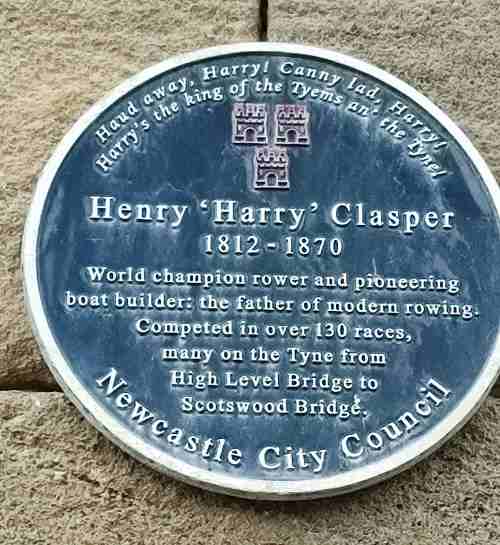 Haud away, Harry! Canny lad, Harry!
Harry's the king of the Tyems an' the Tyne!
Henry 'Harry' Clasper
1812 - 1870
World champion rower and pioneering
boat builder: the father of modern rowing.
Competed in over 130 races,
many on the Tyne from
High Level Bridge to
Scotswood Bridge.
Newcastle City Council